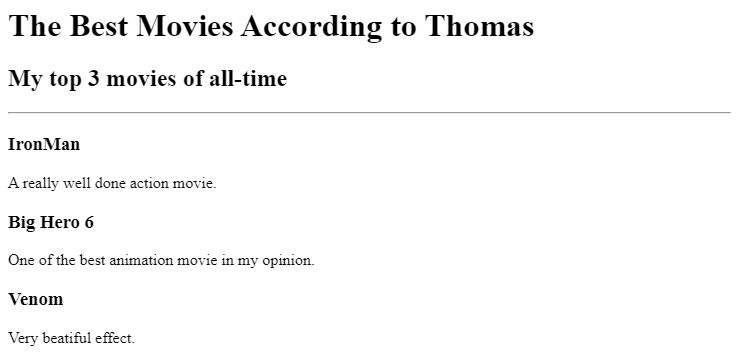 The Best Movies According to Thomas
My top 3 movies of all-time
IronMan
A really well done action movie.
Big Hero 6
One of the best animation movie in my opinion.
Venom
Very beatiful effect.